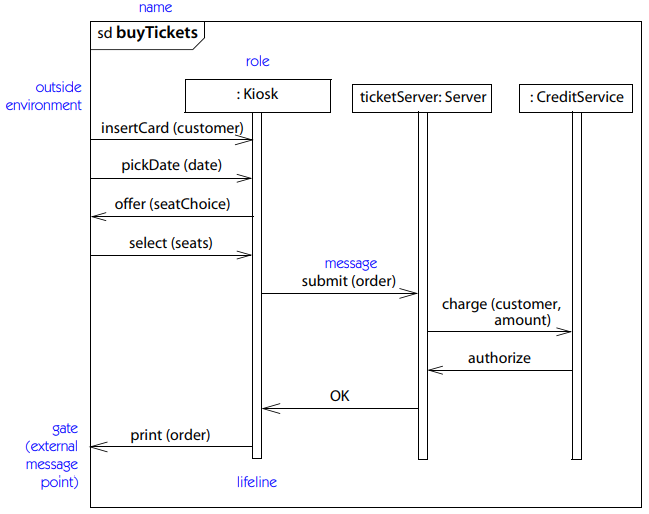 name
sd buyTickets
role
outside
environment
: Kiosk
ticketServer: Server
: CreditService
insertCard (customer)
pickDate (date)
offer (seatChoice)
select (seats)
message
submit (order)
charge (customer,
amount)
authorize
OK
gate
(external
message
point)
print (order)
lifeline